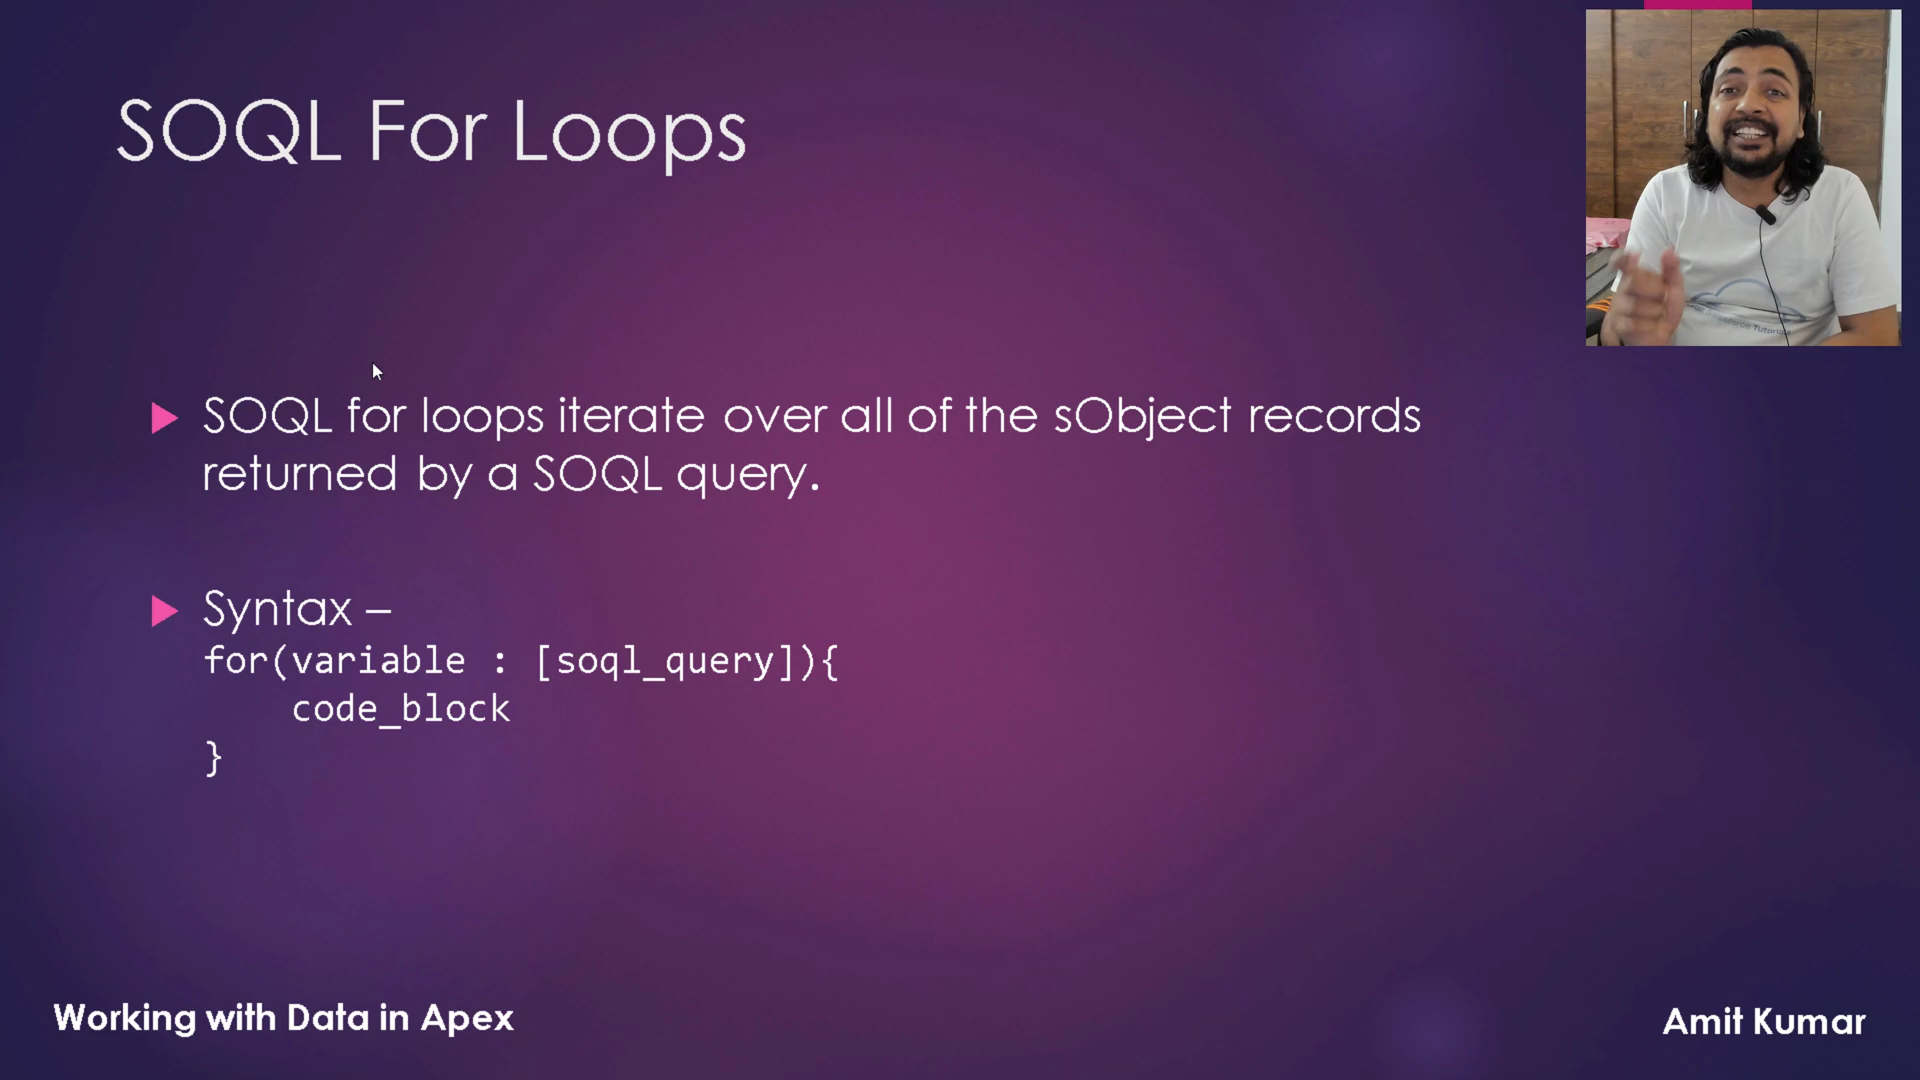 SOQL For Loops
SOQL for loops iterate over all of the sObject records
returned by a SOQL query.
Syntax –
for(variable : [soql_query]){
code_block
}
Working with Data in Apex
Amit Kumar